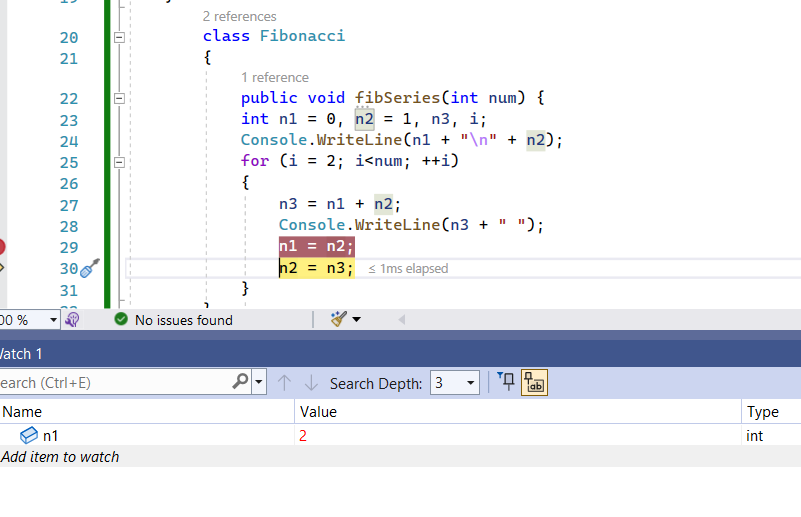 2 references
20 class Fibonacci
21 {
1 reference
22 public void fibSeries(int num) {
23 int n1 = 0, n2 = 1, n3, i;
24 Console.WriteLine(n1 + "\n" + n2);
25 for (i = 2; i<num; ++i)
26 {
27 n3 = n1 + n2;
28 Console.WriteLine(n3 + " ");
29 n1 = n2;
30 n2 = n3; ≤ 1ms elapsed
31 }
00 % No issues found
Watch 1
earch (Ctrl+E) Search Depth: 3 ab
Name Value Type
n1 2 int
Add item to watch